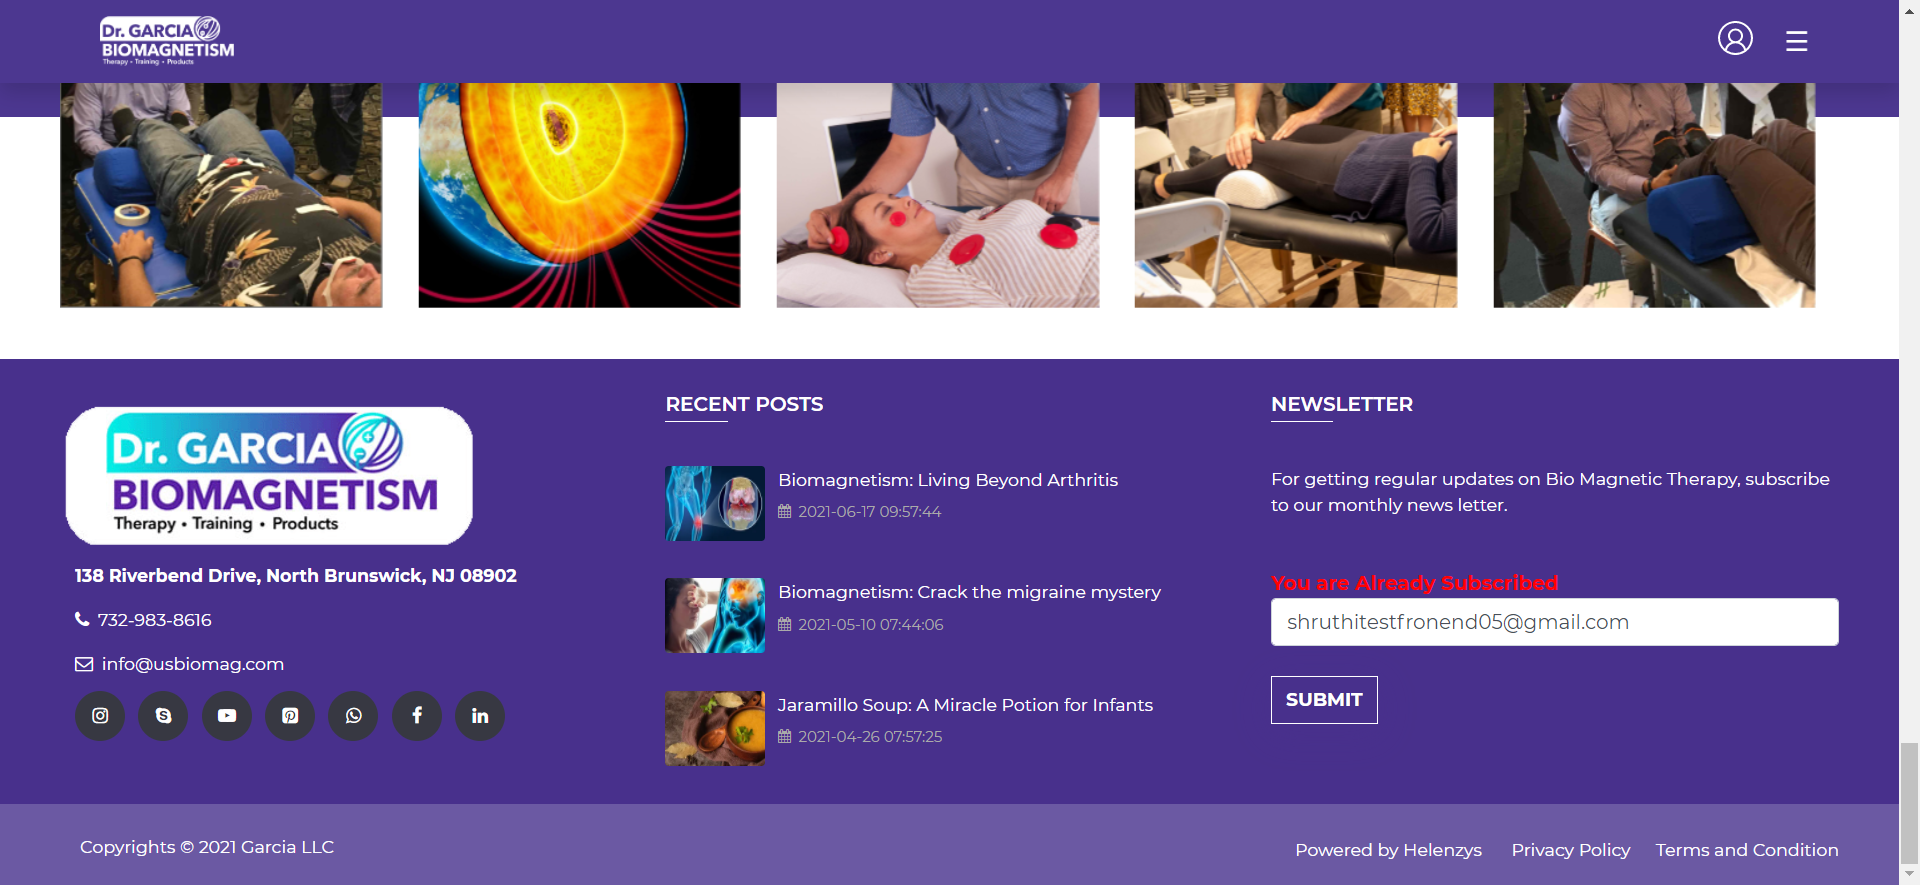 Dr. GARCIA
BIOMAGNETISM
Therapy • Training • Products
Dr. GARCIA
BIOMAGNETISM
Therapy • Training • Products
138 Riverbend Drive, North Brunswick, NJ 08902
732-983-8616
info@usbiomag.com
RECENT POSTS
Biomagnetism: Living Beyond Arthritis
2021-06-17 09:57:44
Biomagnetism: Crack the migraine mystery
2021-05-10 07:44:06
Jaramillo Soup: A Miracle Potion for Infants
2021-04-26 07:57:25
NEWSLETTER
For getting regular updates on Bio Magnetic Therapy, subscribe
to our monthly news letter.
You are Already Subscribed
shruthitestfronend05@gmail.com
SUBMIT
Copyrights © 2021 Garcia LLC
Powered by Helenzys Privacy Policy Terms and Condition